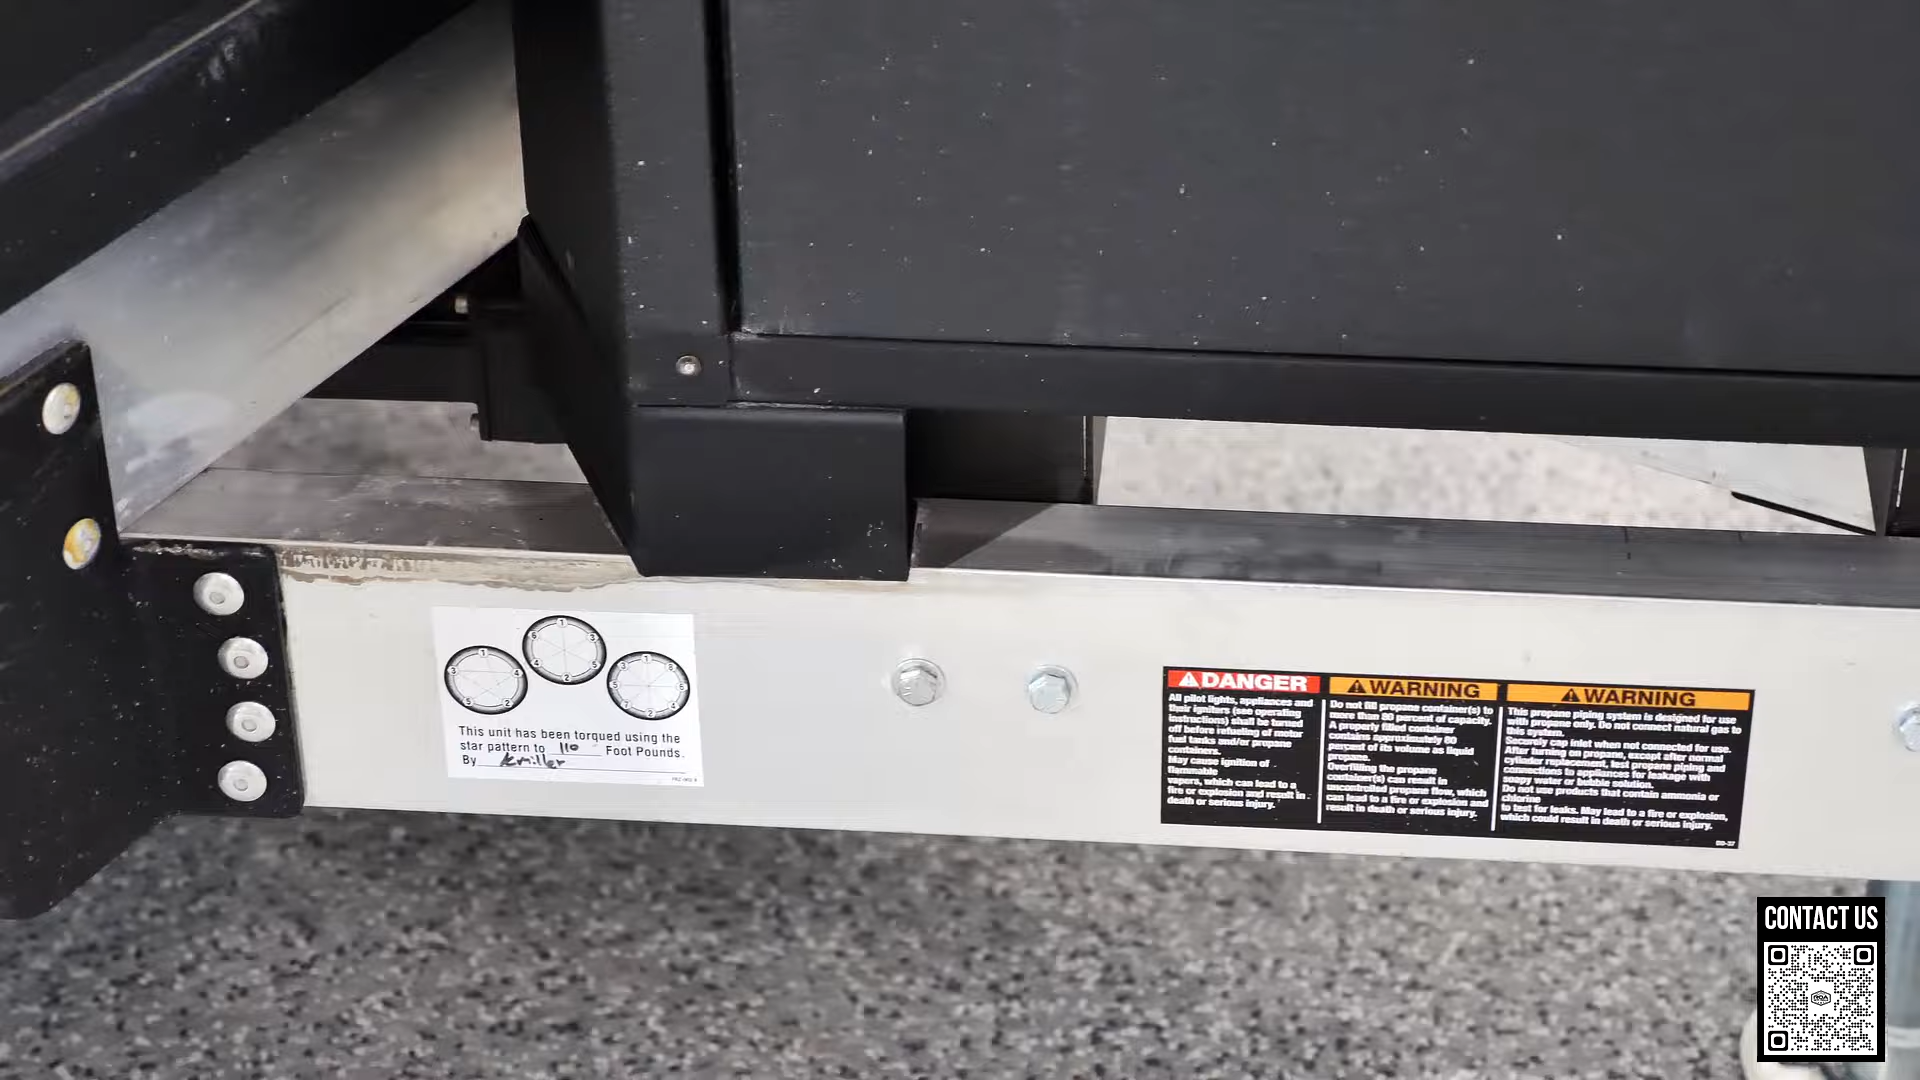 This unit has been torqued using the
star pattern to 110 Foot Pounds.
By Kmiller
DANGER
All pilot lights, appliances and
their igniters (see operating
instructions) shall be turned
off before refueling of motor
fuel tanks and/or propane
containers.
May cause ignition of
flammable
vapors, which can lead to a
fire or explosion and result in
death or serious injury.
WARNING
Do not fill propane container(s) to
more than 80 percent of capacity.
A properly filled container
contains approximately 80
percent of its volume as liquid
propane.
Overfilling the propane
container(s) can result in
uncontrolled propane flow, which
can lead to a fire or explosion and
result in death or serious injury.
WARNING
This propane piping system is designed for use
with propane only. Do not connect natural gas to
this system.
Securely cap inlet when not connected for use.
After turning on propane, except after normal
cylinder replacement, test propane piping and
connections to appliances for leakage with
soapy water or bubble solution.
Do not use products that contain ammonia or
chlorine
to test for leaks. May lead to a fire or explosion,
which could result in death or serious injury.
CONTACT US